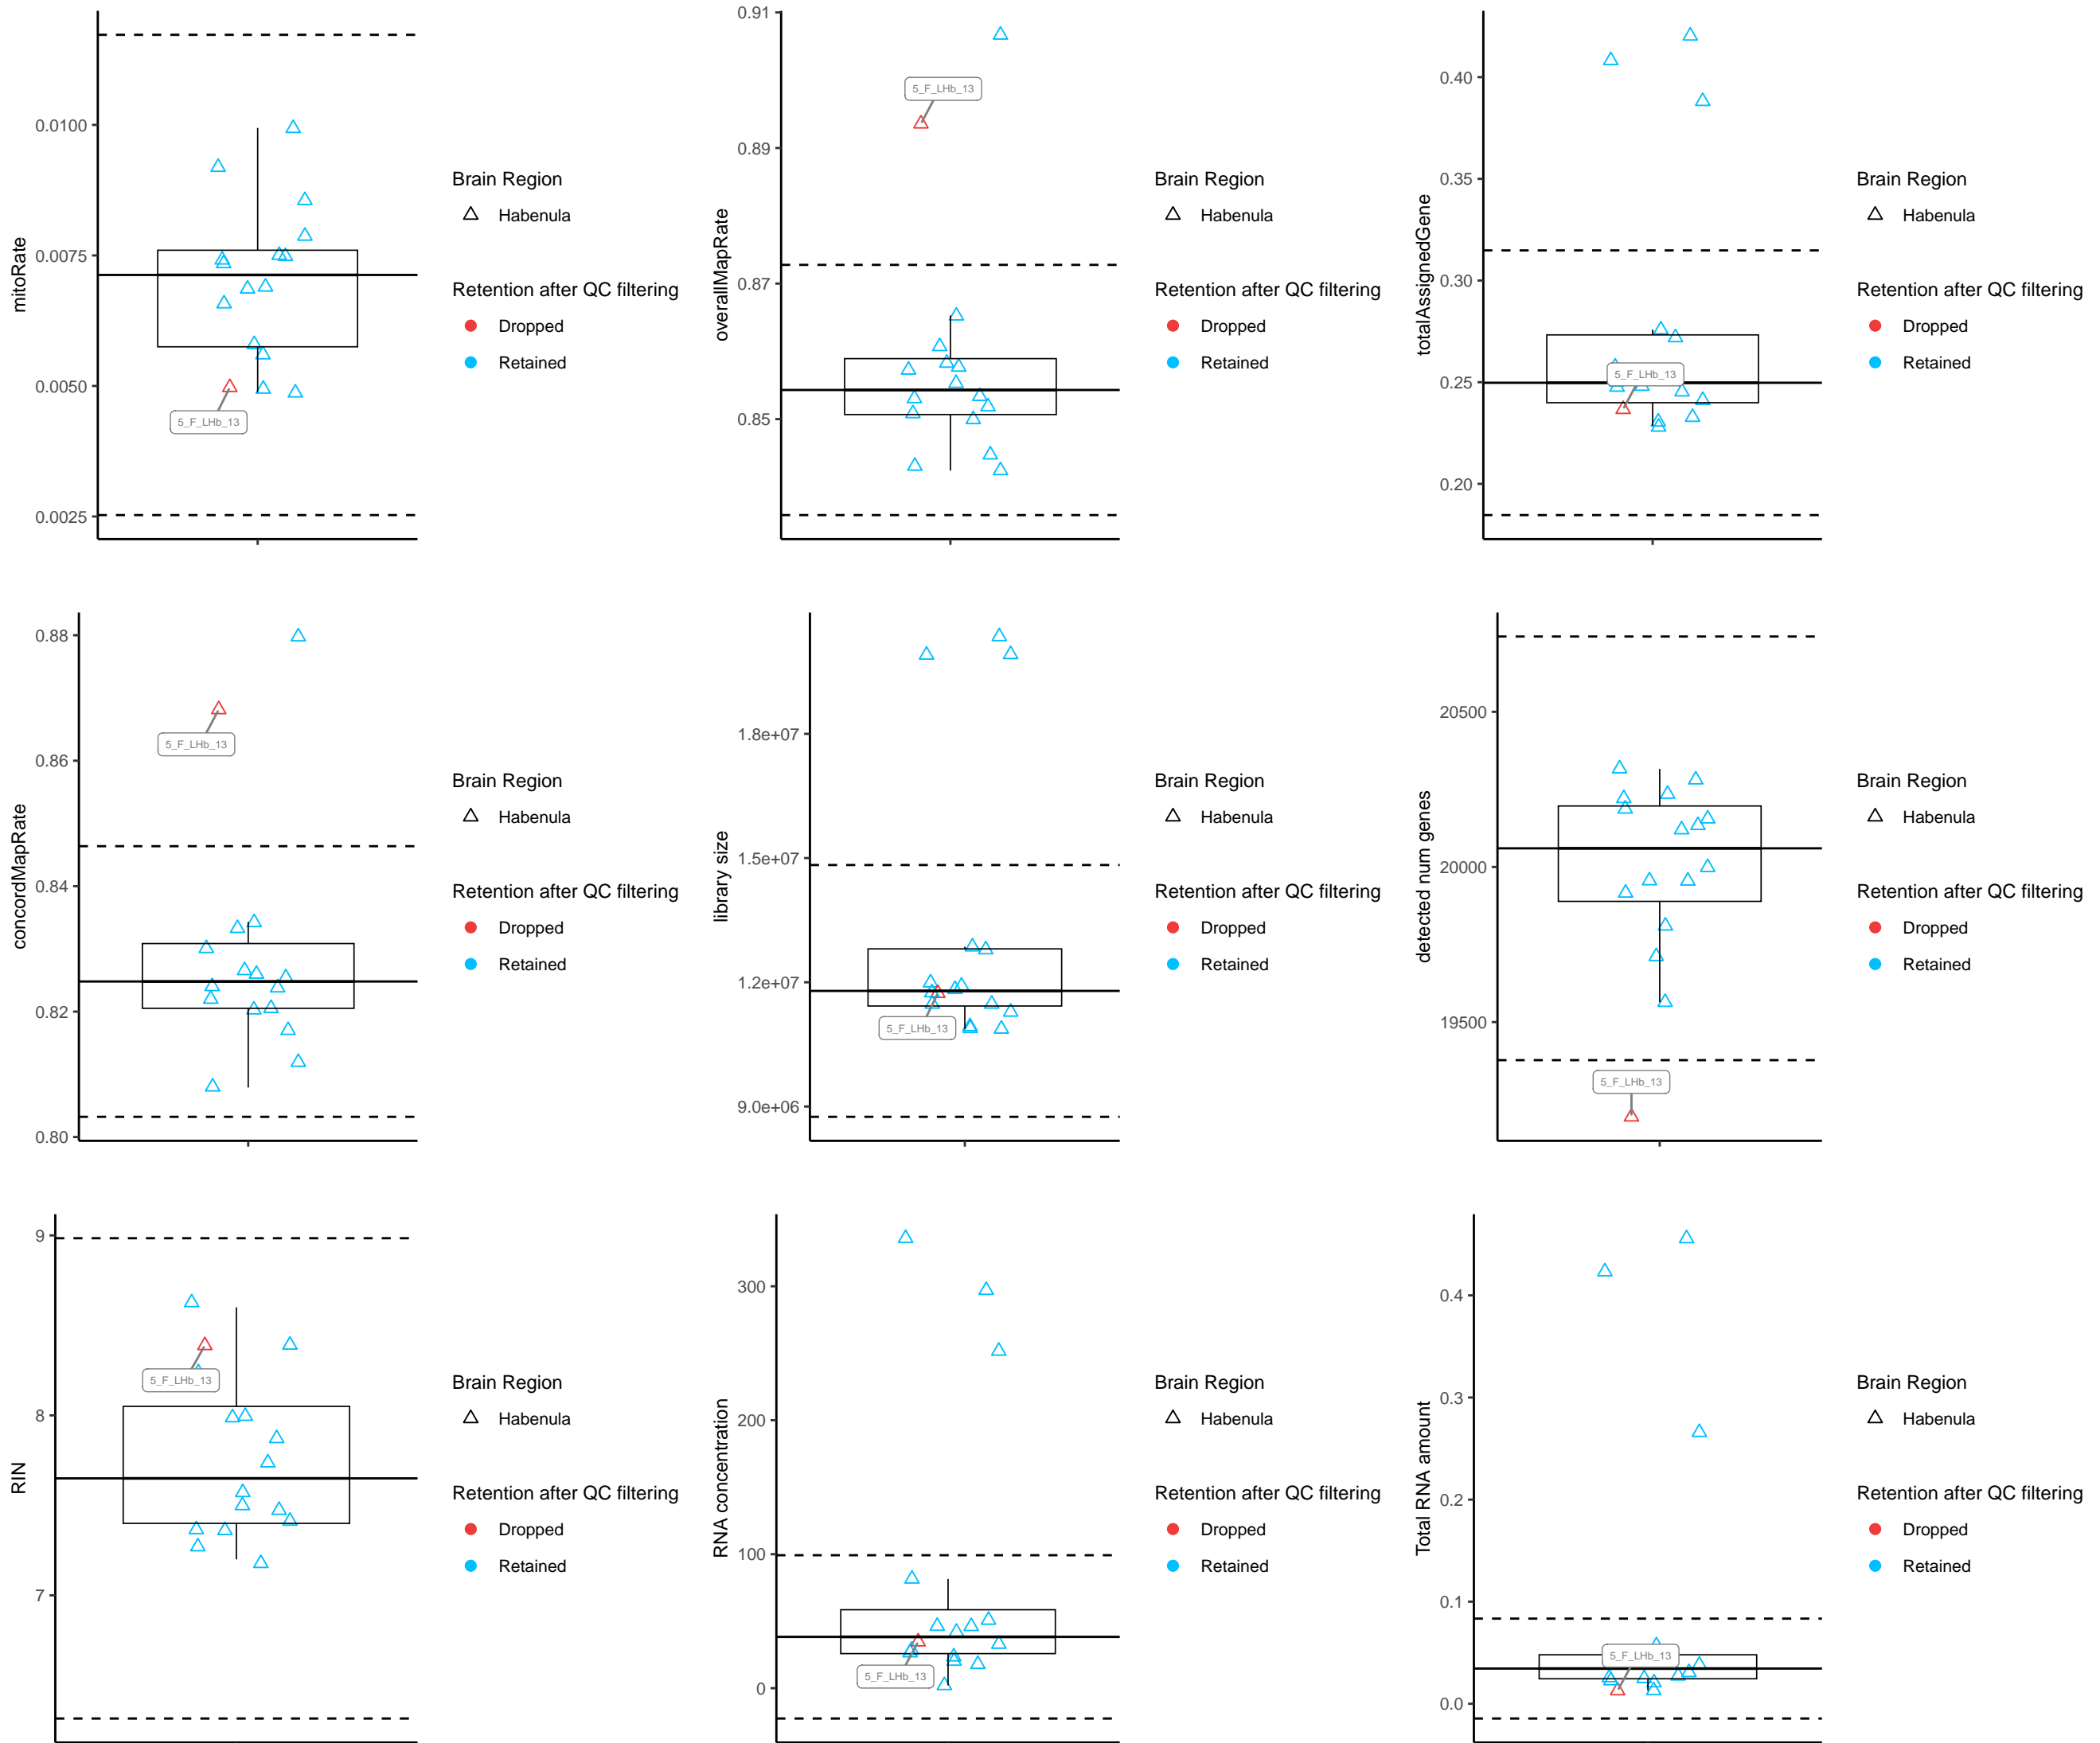 mitoRate
0.0100
0.0075
0.0050
0.0025
5_F_LHb_13
Brain Region
Habenula
Retention after QC filtering
Dropped
Retained
overallMapRate
0.91
0.89
0.87
0.85
5_F_LHb_13
Brain Region
Habenula
Retention after QC filtering
Dropped
Retained
totalAssignedGene
0.40
0.35
0.30
0.25
0.20
5_F_LHb_13
Brain Region
Habenula
Retention after QC filtering
Dropped
Retained
concordMapRate
0.88
0.86
0.84
0.82
0.80
5_F_LHb_13
Brain Region
Habenula
Retention after QC filtering
Dropped
Retained
library size
1.8e+07
1.5e+07
1.2e+07
9.0e+06
5_F_LHb_13
Brain Region
Habenula
Retention after QC filtering
Dropped
Retained
detected num genes
20500
20000
19500
5_F_LHb_13
Brain Region
Habenula
Retention after QC filtering
Dropped
Retained
RIN
9
8
7
5_F_LHb_13
Brain Region
Habenula
Retention after QC filtering
Dropped
Retained
RNA concentration
300
200
100
0
5_F_LHb_13
Brain Region
Habenula
Retention after QC filtering
Dropped
Retained
Total RNA amount
0.4
0.3
0.2
0.1
0.0
5_F_LHb_13
Brain Region
Habenula
Retention after QC filtering
Dropped
Retained